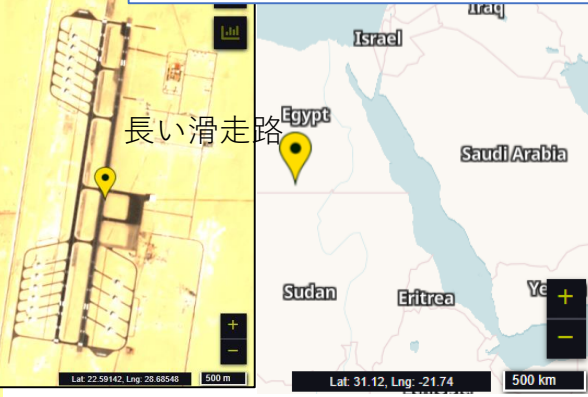 Iraq
Israel
長い滑走路
Egypt
Saudi Arabia
Sudan
Eritrea
Ye
+
−
Lat: 22.59142, Lng: 28.68548
500 m
+
−
Lat: 31.12, Lng: -21.74
500 km